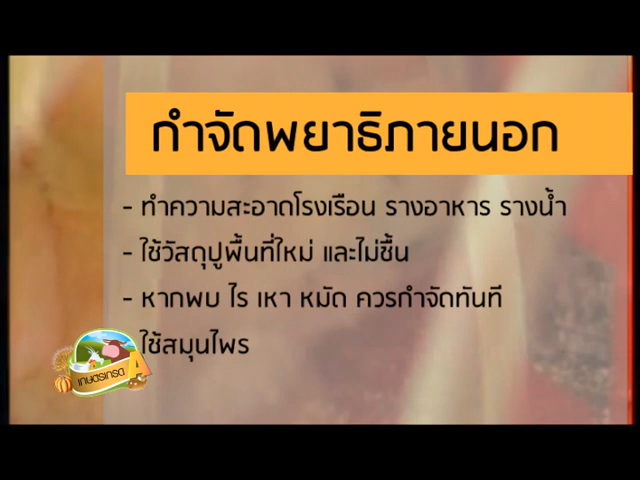 กำจัดพยาธิภายนอก
- ทำความสะอาดโรงเรือน รางอาหาร รางน้ำ
- ใช้วัสดุปูพื้นที่ใหม่ และไม่ชื้น
- หากพบ ไร เหา หมัด ควรกำจัดทันที
ใช้สมุนไพร
เกษตรเกรด A